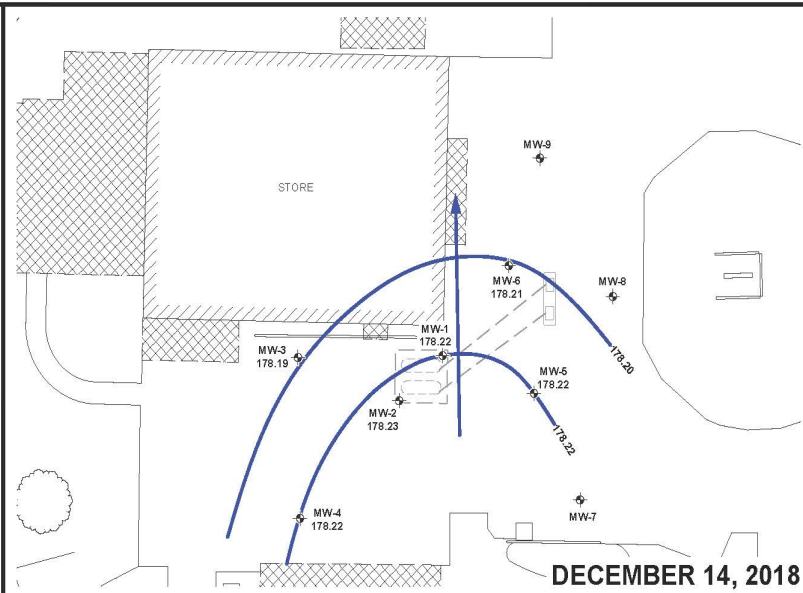 MW-9
STORE
MW-6
178.21
MW-8
MW-1
178.22
MW-3
178.19
178.20
MW-5
178.22
MW-2
178.23
178.22
MW-4
178.22
MW-7
DECEMBER 14, 2018